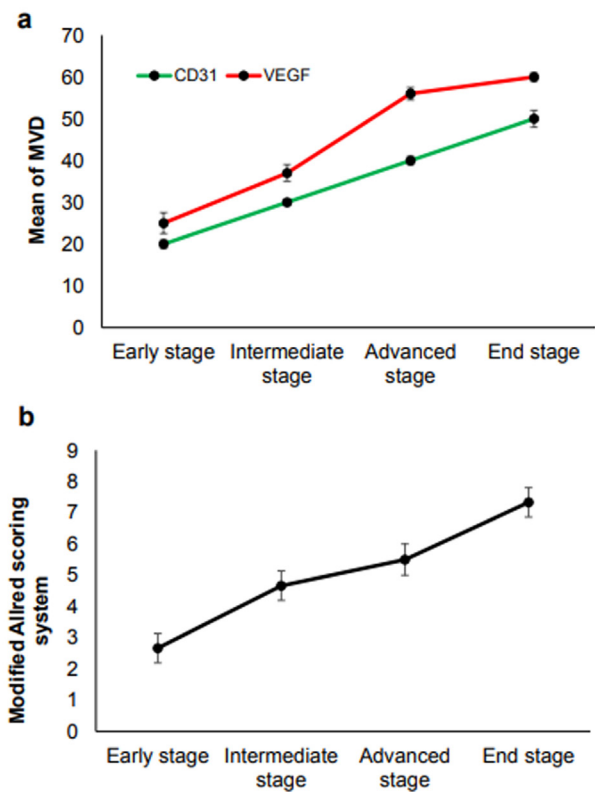 a
70
60
50
40
30
20
10
0
Mean of MVD
CD31 VEGF
Early stage Intermediate stage Advanced stage End stage
b
9
8
7
6
5
4
3
2
1
0
Modified Allred scoring
system
Early stage Intermediate stage Advanced stage End stage